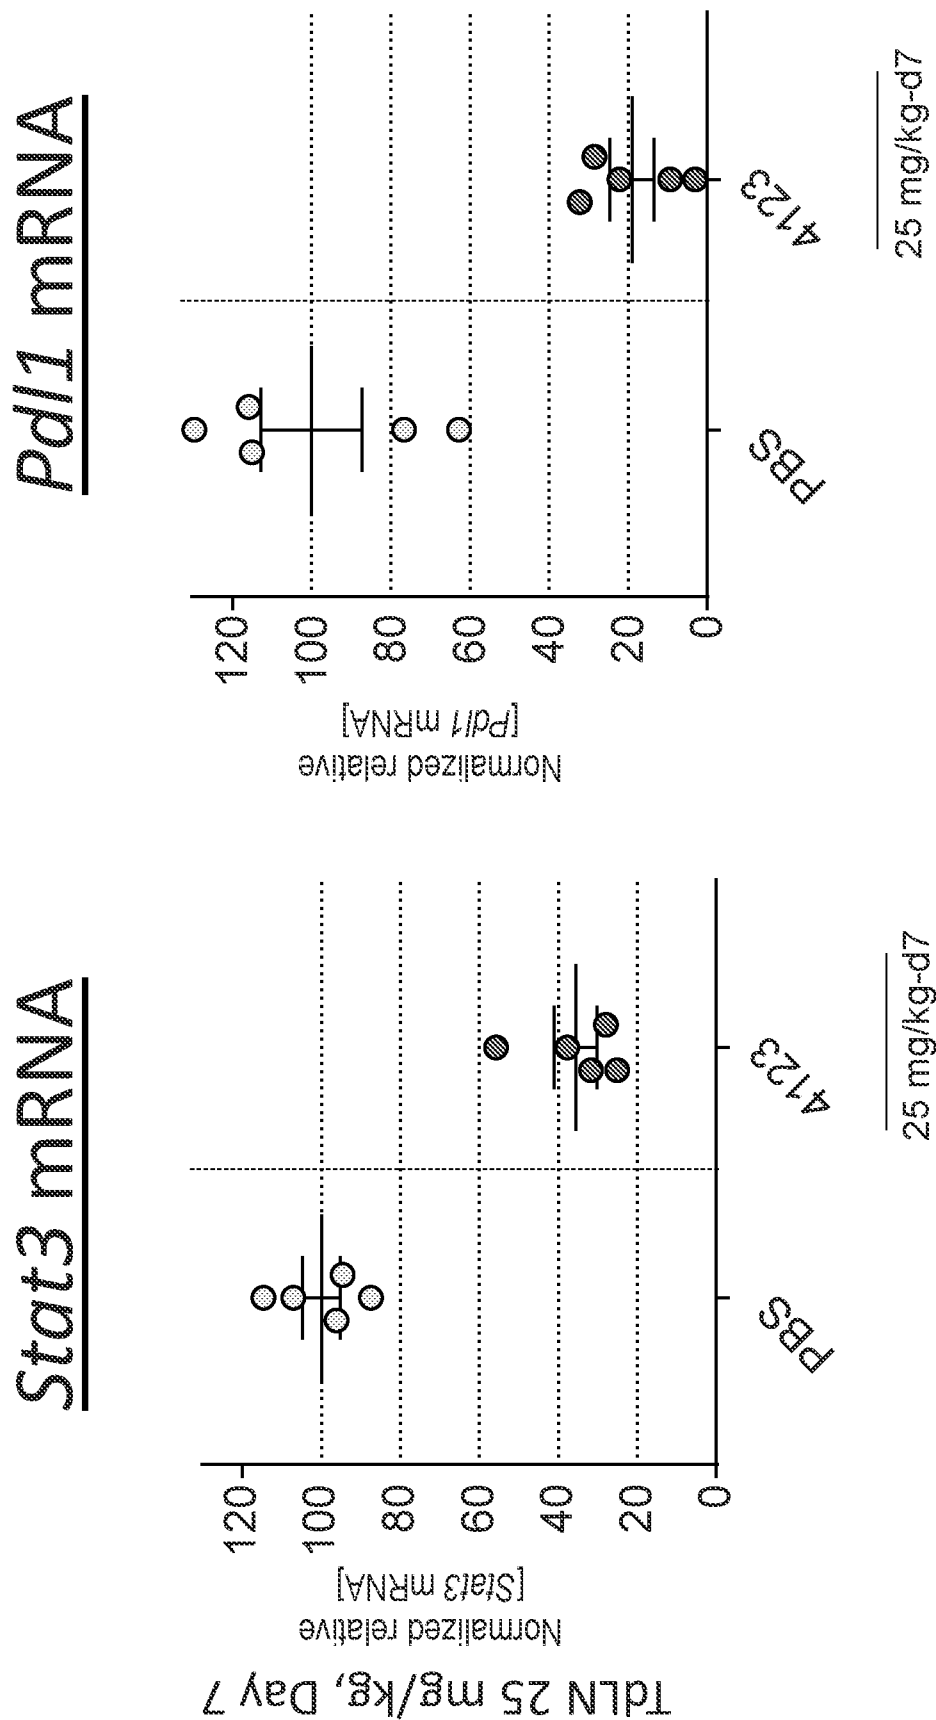 TdLN 25 mg/kg, Day 7
Stat3 mRNA
Normalized relative
[Stat3 mRNA]
120
100
80
60
40
20
0
PBS
4123
25 mg/kg-d7
Pdl1 mRNA
Normalized relative
[Pdl1 mRNA]
120
100
80
60
40
20
0
PBS
4123
25 mg/kg-d7